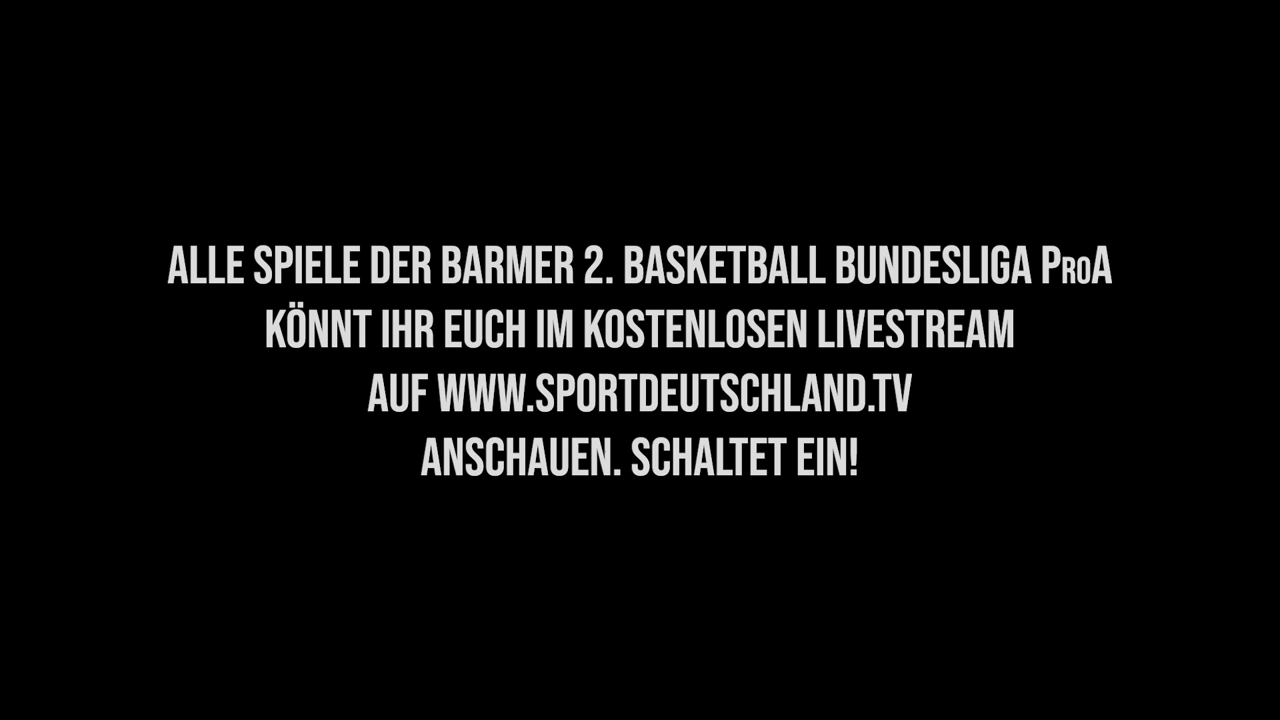 ALLE SPIELE DER BARMER 2. BASKETBALL BUNDESLIGA PROA
KÖNNT IHR EUCH IM KOSTENLOSEN LIVESTREAM
AUF WWW.SPORTDEUTSCHLAND.TV
ANSCHAUEN. SCHALTET EIN!